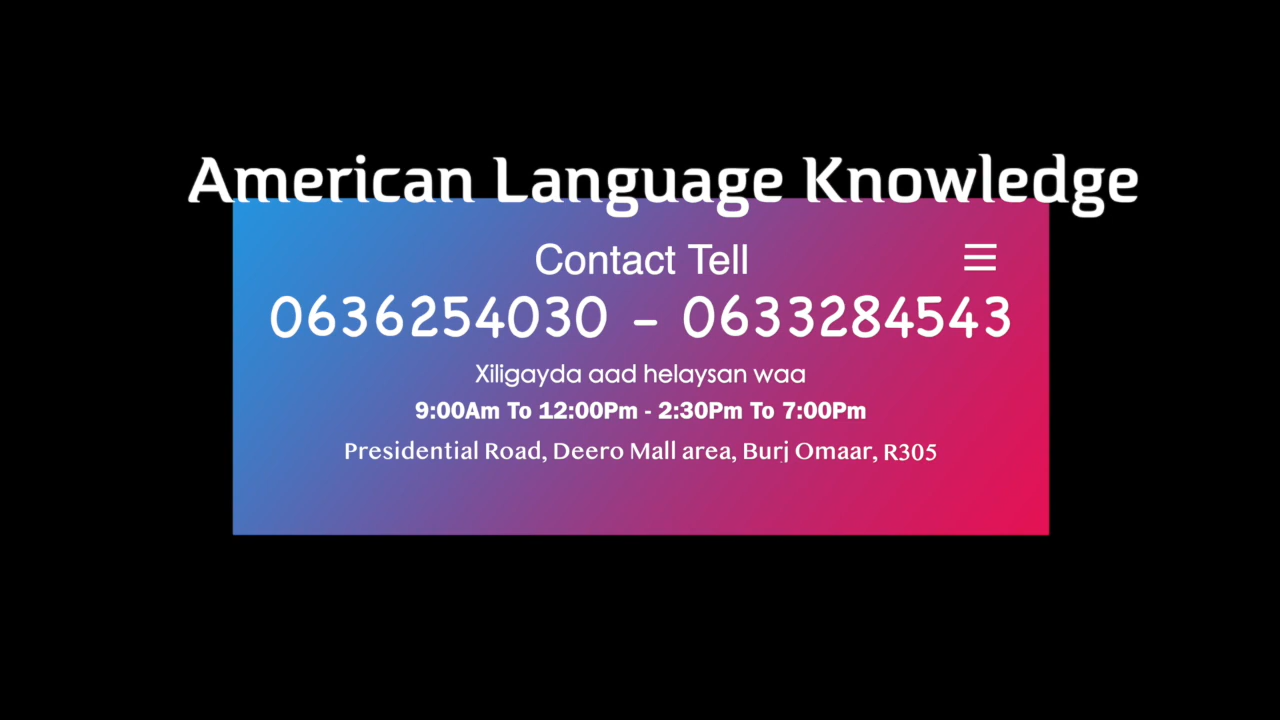 American Language Knowledge
Contact Tell
0636254030 - 0633284543
Xiligayda aad helaysan waa
9:00Am To 12:00Pm - 2:30Pm To 7:00Pm
Presidential Road, Deero Mall area, Burj Omaar, R305